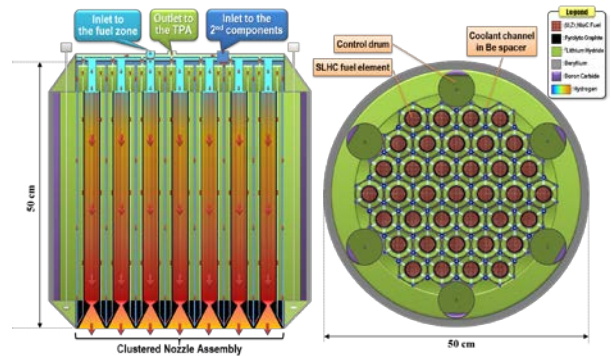 Inlet to
the fuel zone
Outlet to
the TPA
Inlet to the
2nd components
50 cm
Clustered Nozzle Assembly
Control drum
Coolant channel
in Be spacer
SLHC fuel element
50 cm
Legend
(U,Zr,Nb)C Fuel
Pyrolytic Graphite
Lithium Hydride
Beryllium
Boron Carbide
Hydrogen